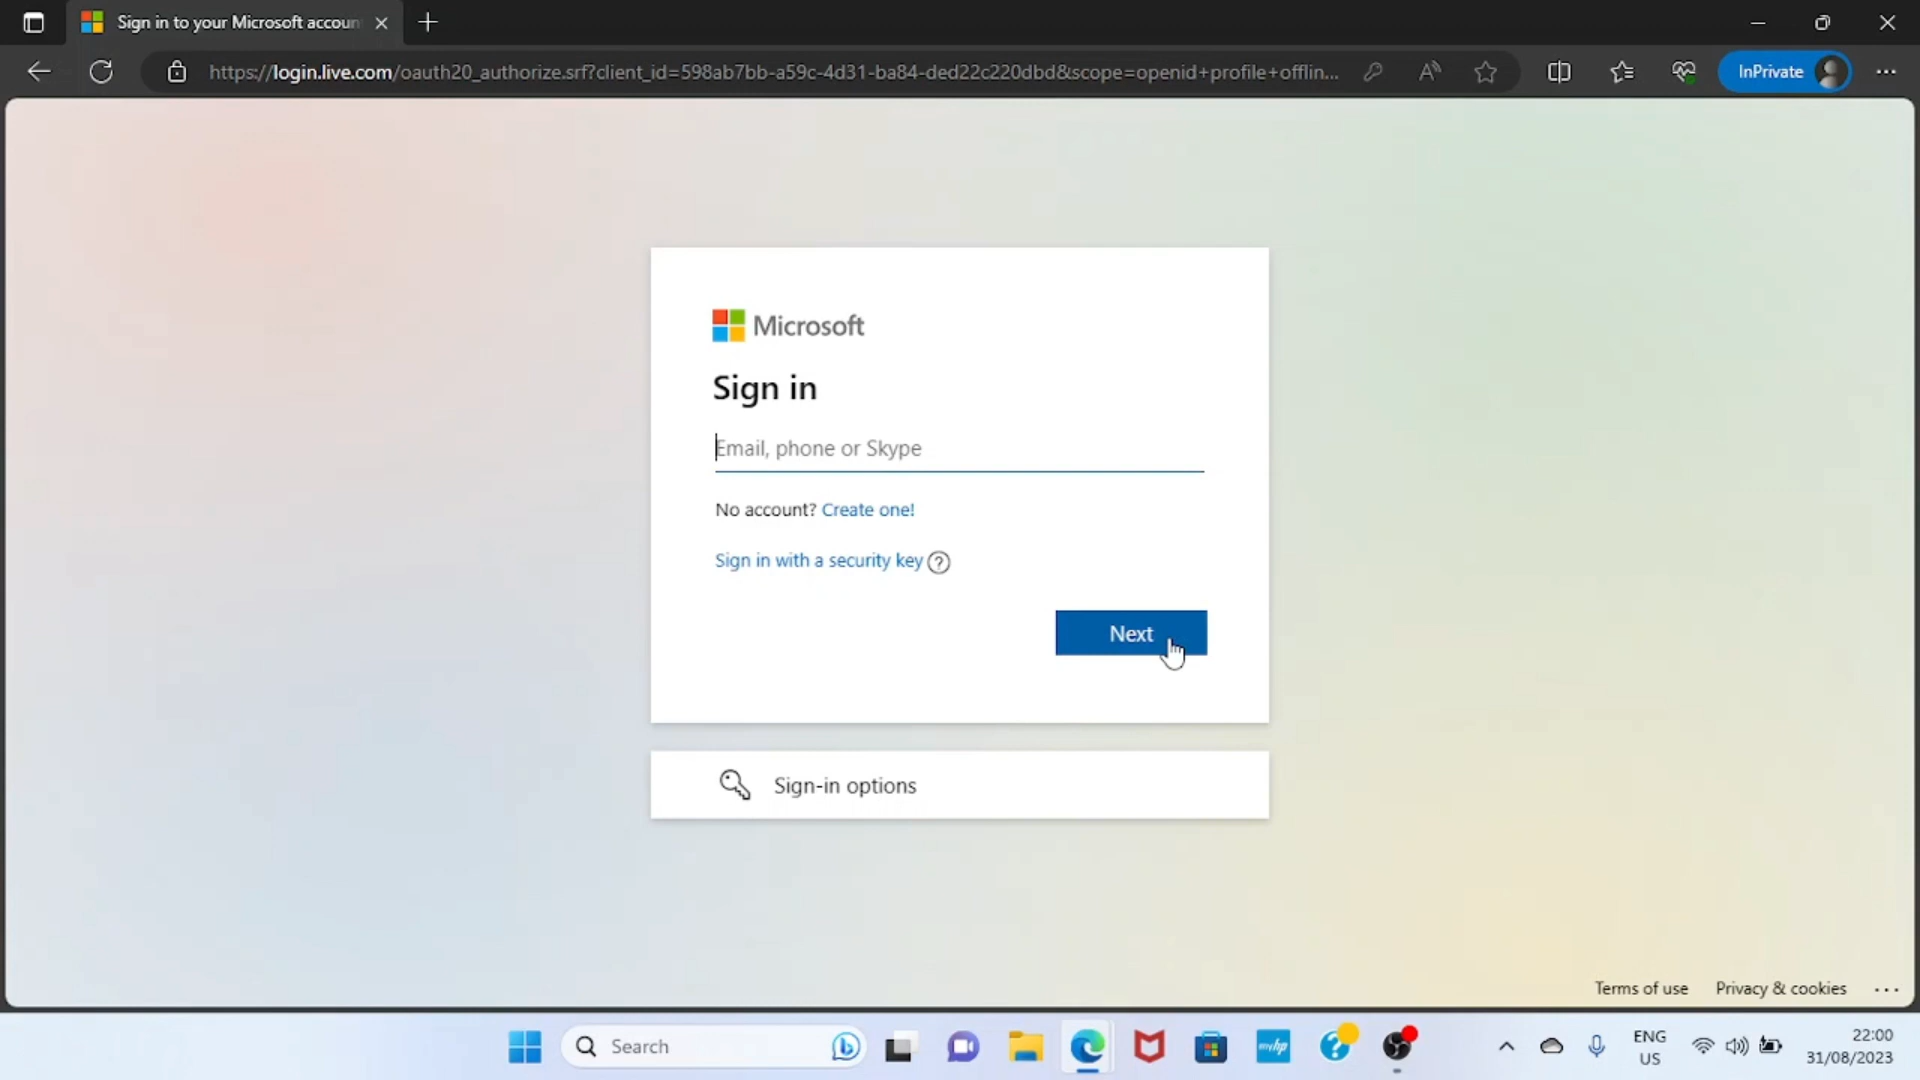 Sign in to your Microsoft accoun
https://login.live.com/oauth20_authorize.srf?client_id=598ab7bb-a59c-4d31-ba84-ded22c220dbd&scope=openid+profile+offlin...
InPrivate
Microsoft
Sign in
Email, phone or Skype
No account? Create one!
Sign in with a security key
Next
Sign-in options
Terms of use
Privacy & cookies
Search
myhp
ENG
US
22:00
31/08/2023